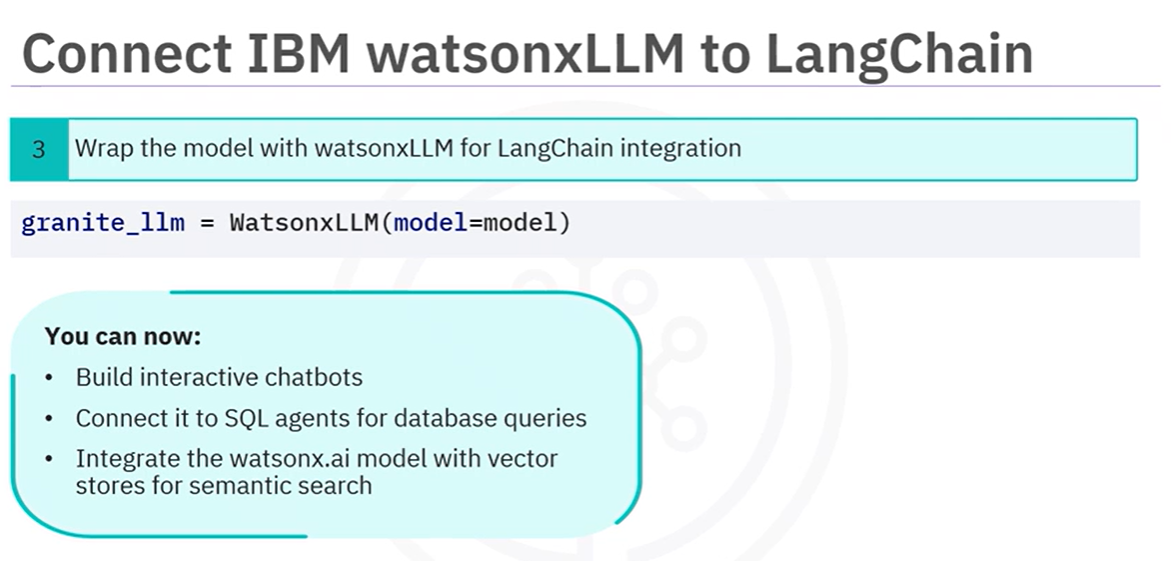 Connect IBM watsonxLLM to LangChain
3 Wrap the model with watsonxLLM for LangChain integration
granite_llm = WatsonxLLM(model=model)
You can now:
• Build interactive chatbots
• Connect it to SQL agents for database queries
• Integrate the watsonx.ai model with vector
stores for semantic search